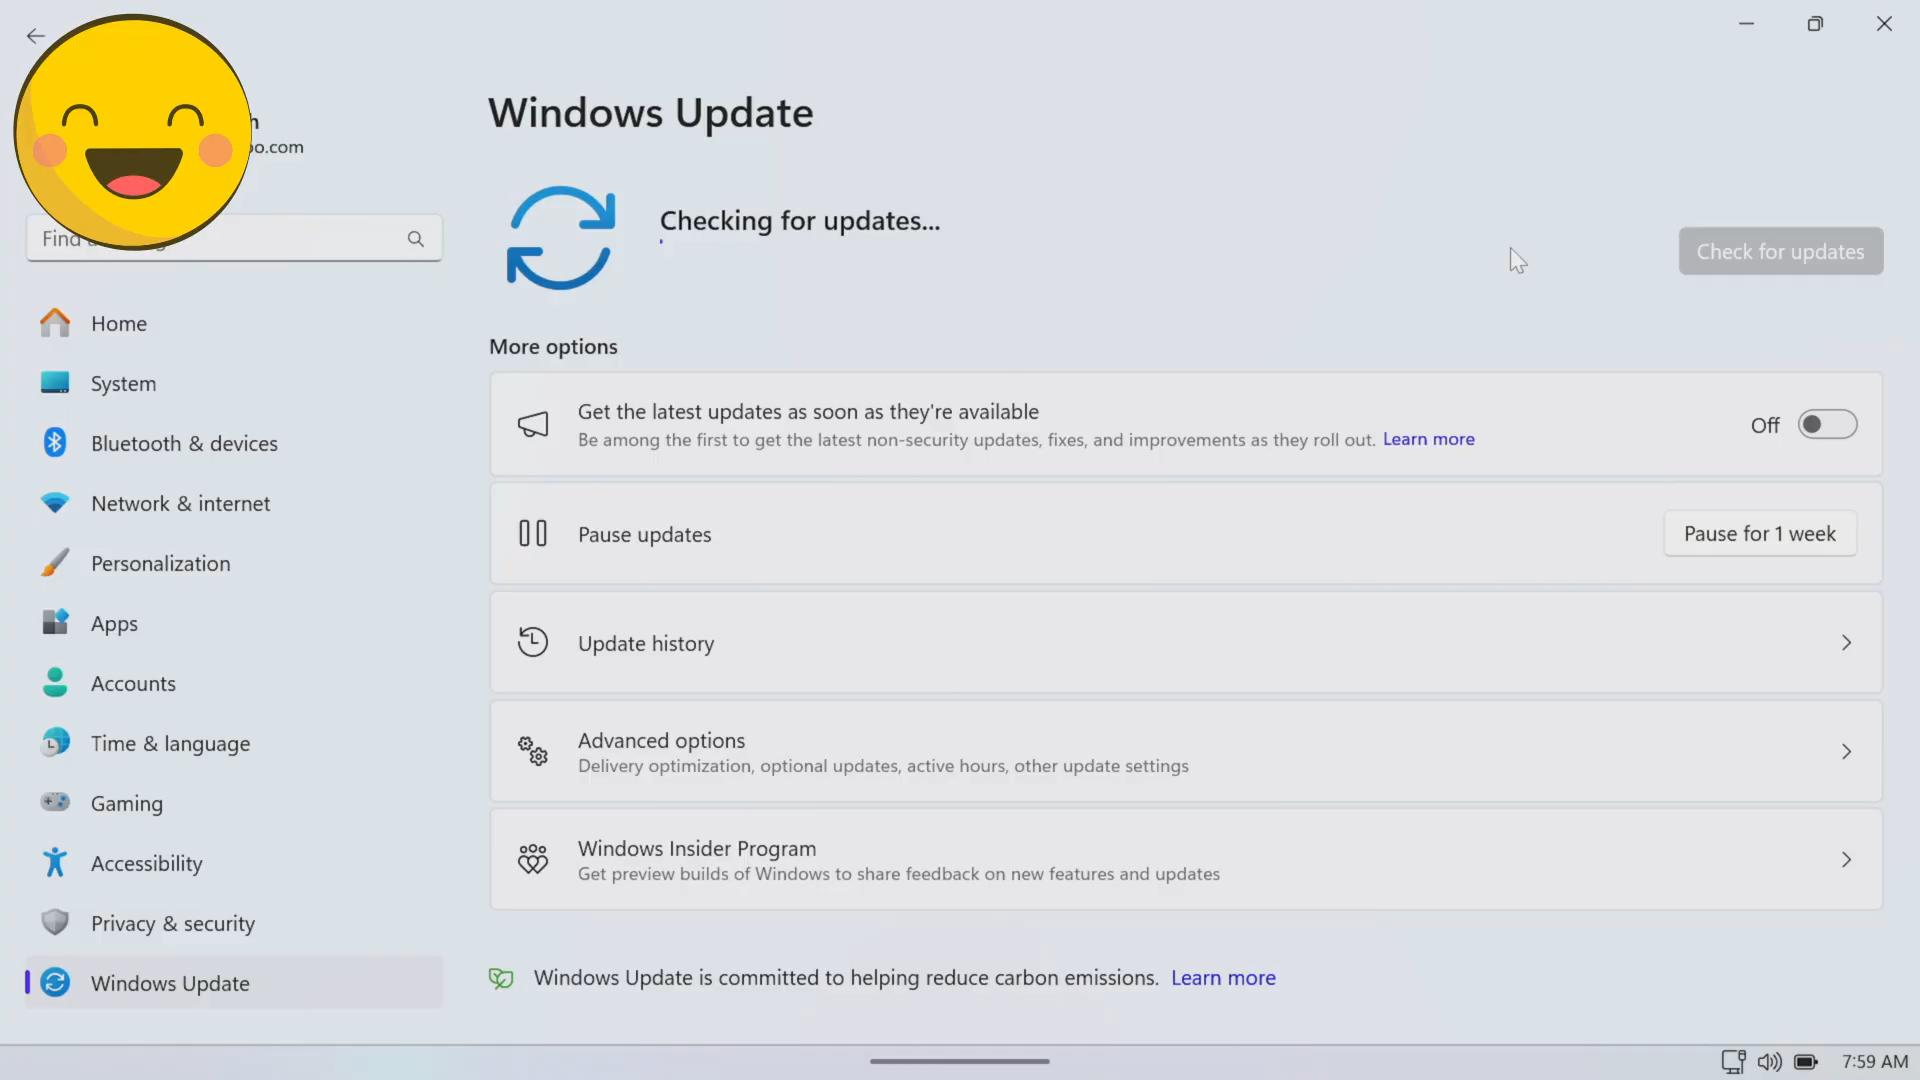 Windows Update
Checking for updates...
Check for updates
Find
Home
System
Bluetooth & devices
Network & internet
Personalization
Apps
Accounts
Time & language
Gaming
Accessibility
Privacy & security
Windows Update
More options
Get the latest updates as soon as they're available
Be among the first to get the latest non-security updates, fixes, and improvements as they roll out. Learn more
Off
Pause updates
Pause for 1 week
Update history
Advanced options
Delivery optimization, optional updates, active hours, other update settings
Windows Insider Program
Get preview builds of Windows to share feedback on new features and updates
Windows Update is committed to helping reduce carbon emissions. Learn more
7:59 AM